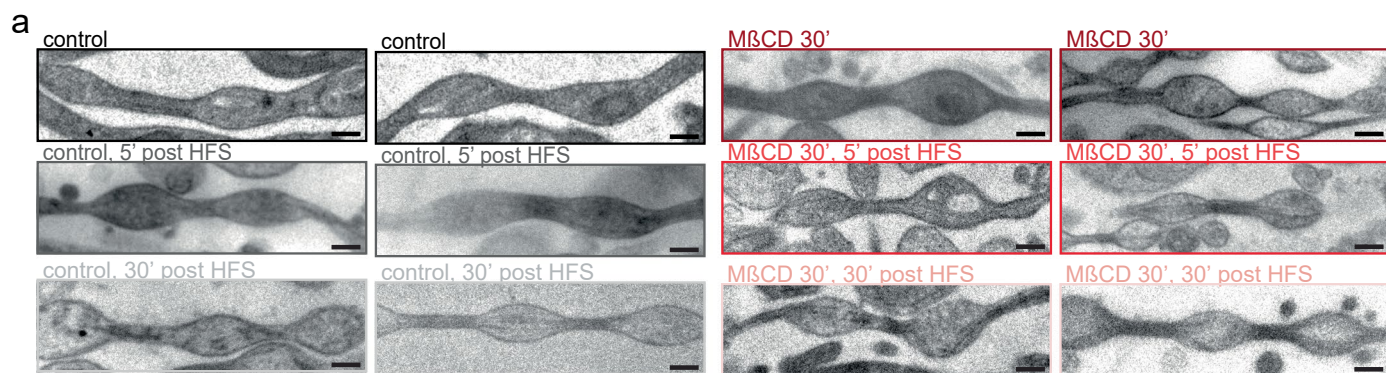 a
control
control
MßCD 30’
MßCD 30’
control, 5’ post HFS
control, 5’ post HFS
MßCD 30’, 5’ post HFS
MßCD 30’, 5’ post HFS
control, 30’ post HFS
control, 30’ post HFS
MßCD 30’, 30’ post HFS
MßCD 30’, 30’ post HFS